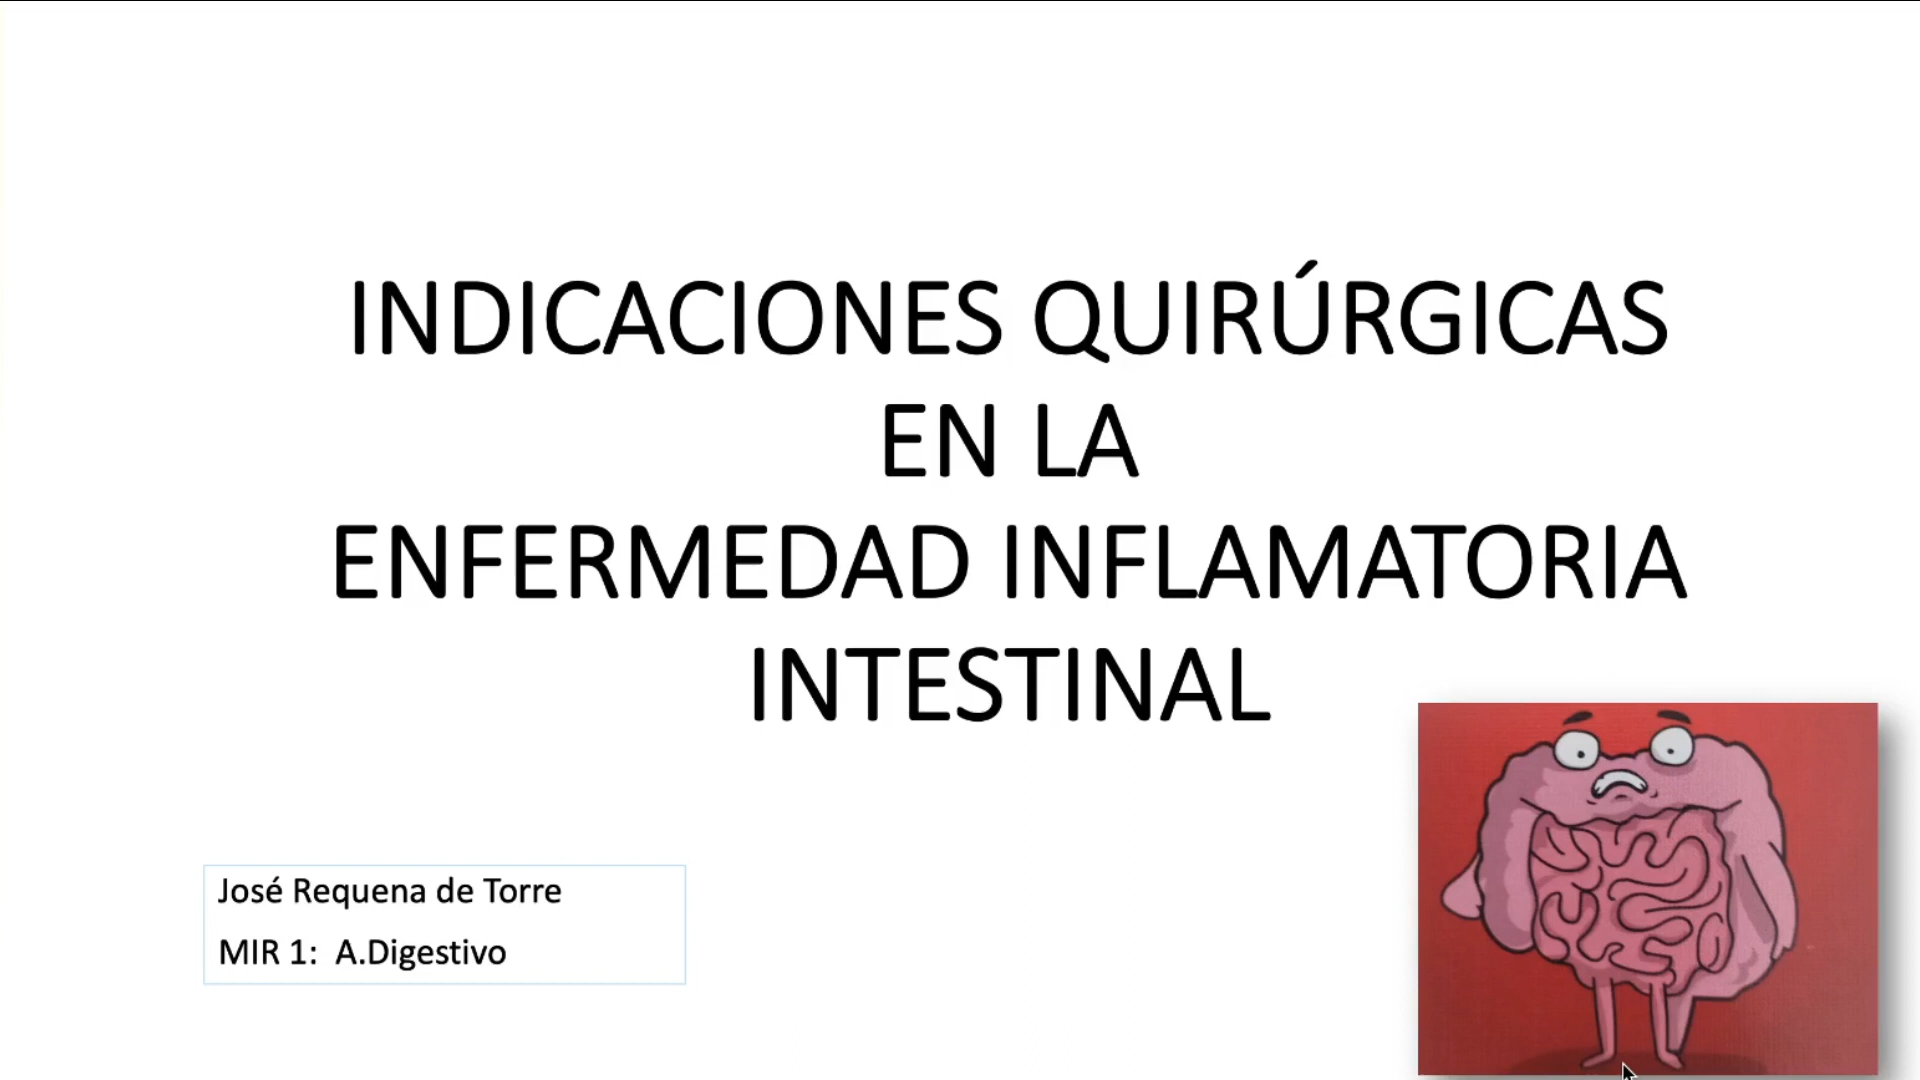 INDICACIONES QUIRÚRGICAS
EN LA
ENFERMEDAD INFLAMATORIA
INTESTINAL
José Requena de Torre
MIR 1: A.Digestivo